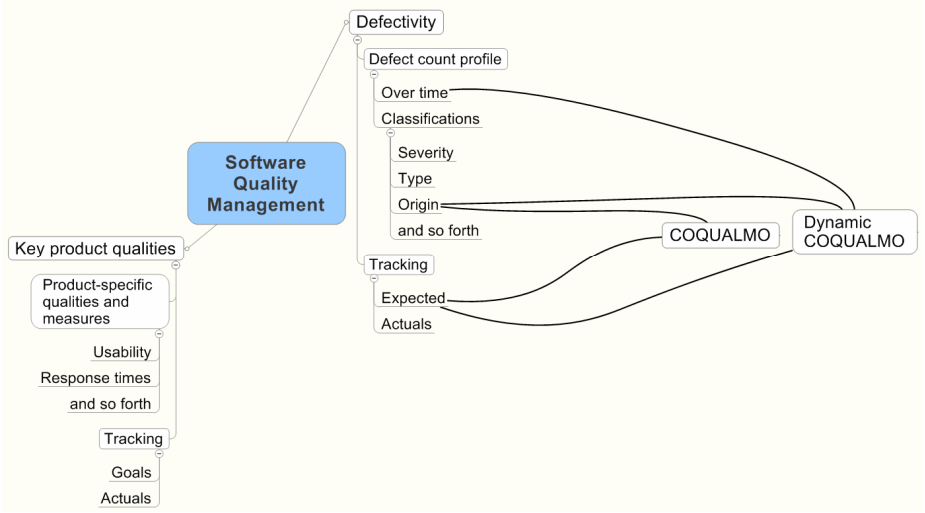 Defectivity
Defect count profile
Over time
Classifications
Severity
Type
Origin
and so forth
Tracking
Expected
Actuals
COQUALMO
Dynamic
COQUALMO
Software
Quality
Management
Key product qualities
Product-specific
qualities and
measures
Usability
Response times
and so forth
Tracking
Goals
Actuals